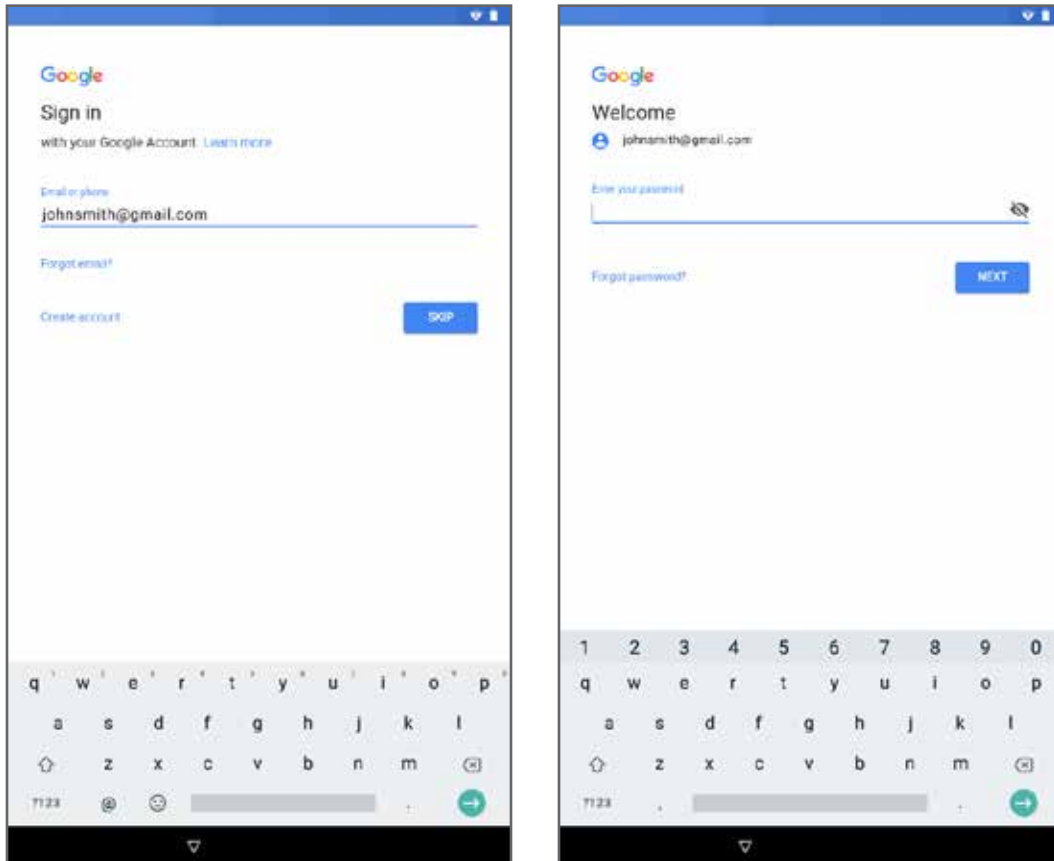 Google
Sign in
with your Google Account. Learn more
Email or phone
johnsmith@gmail.com
Forgot email?
Create account
SKIP
q w e r t y u i o p
a s d f g h j k l
z x c v b n m
?123 @ .
Google
Welcome
johnsmith@gmail.com
Enter your password
Forgot password?
NEXT
1 2 3 4 5 6 7 8 9 0
q w e r t y u i o p
a s d f g h j k l
z x c v b n m
?123 , .